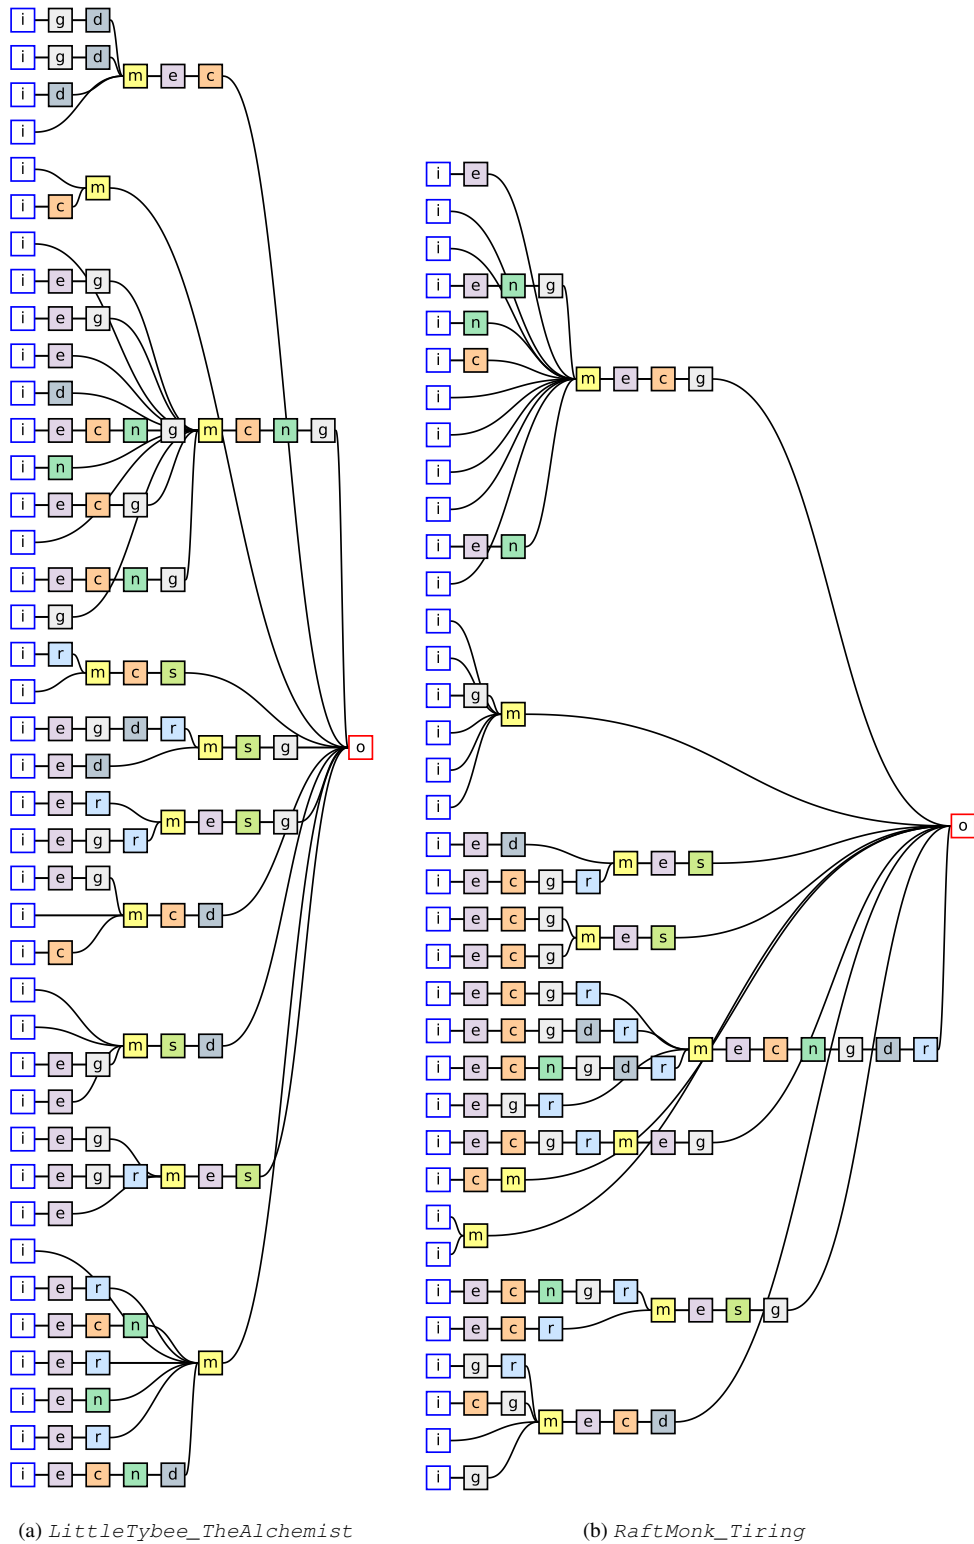 i g d
i g d
m e c
i d
i
i
m
i c
i
i e g
i e g
i e
i d
i e c n g m c n g
i n
i e c g
i
i e c n g
i g
i r
m c s
i
i e g d r
m s g o
i e d
i e r
m e s g
i e g r
i e g
i m c d
i c
i
i
m s d
i e g
i e
i e g
i e g r m e s
i e
i
i e r
i e c n
i e r m
i e n
i e r
i e c n d
(a) LittleTybee_TheAlchemist
i e
i
i
i e n g
i n
i c
m e c g
i
i
i
i
i e n
i
i
i
i g
m
i
i
i
o
i e d
m e s
i e c g r
i e c g
m e s
i e c g
i e c g r
i e c g d r
m e c n g d r
i e c n g d r
i e g r
i e c g r m e g
i c m
i
m
i
i e c n g r
m e s g
i e c r
i g r
i c g
m e c d
i
i g
(b) RaftMonk_Tiring